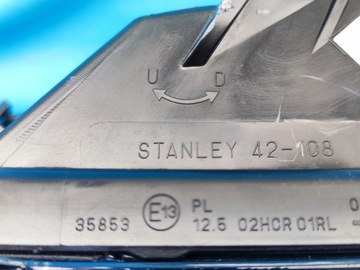 U D
STANLEY 42-108
PL
35853 E13 12.5 02HCR 01RL